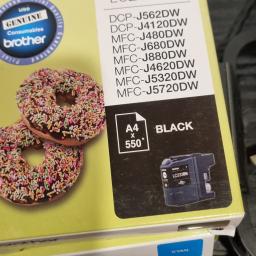 GENUINE
Consumables
brother
DCP-J562DW
DCP-J4120DW
MFC-J480DW
MFC-J680DW
MFC-J880DW
MFC-J4620DW
MFC-J5320DW
MFC-J5720DW
A4
x
550*
BLACK
CYAN